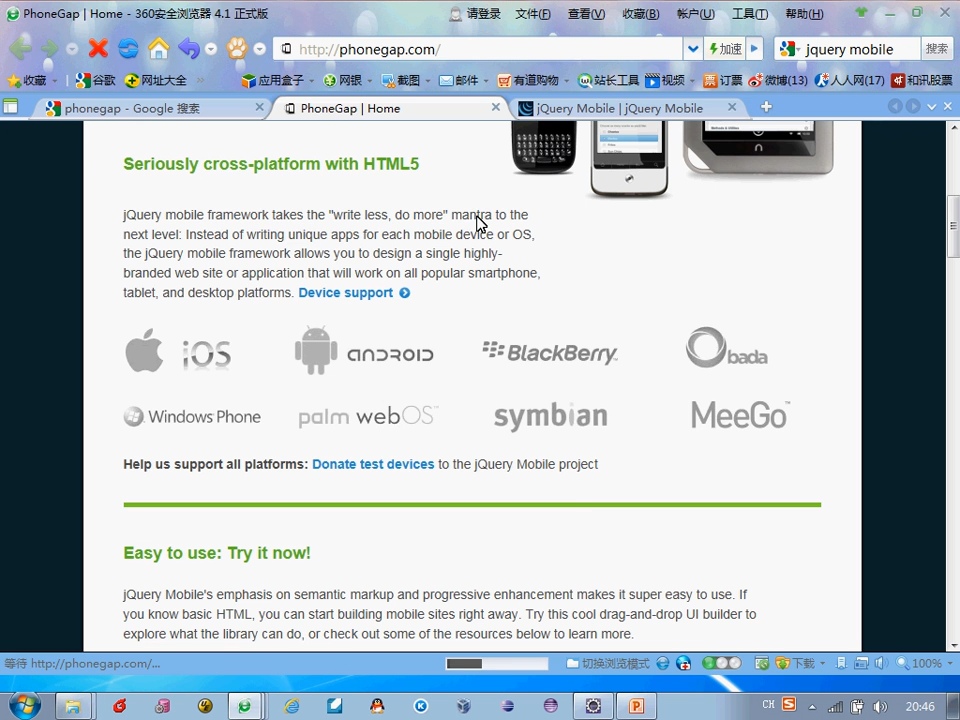 PhoneGap | Home - 360安全浏览器 4.1 正式版
请登录 文件(F) 查看(V) 收藏(B) 帐户(U) 工具(T) 帮助(H)
http://phonegap.com/
加速
jquery mobile
搜索
收藏 谷歌 网址大全 应用盒子 网银 截图 邮件 有道购物 站长工具 视频 订票 微博(13) 人人网(17) 和讯股票
phonegap - Google 搜索
PhoneGap | Home
jQuery Mobile | jQuery Mobile
Seriously cross-platform with HTML5
jQuery mobile framework takes the "write less, do more" mantra to the
next level: Instead of writing unique apps for each mobile device or OS,
the jQuery mobile framework allows you to design a single highly-
branded web site or application that will work on all popular smartphone,
tablet, and desktop platforms. Device support
iOS android BlackBerry bada
Windows Phone palm webOS symbian MeeGo™
Help us support all platforms: Donate test devices to the jQuery Mobile project
Easy to use: Try it now!
jQuery Mobile's emphasis on semantic markup and progressive enhancement makes it super easy to use. If
you know basic HTML, you can start building mobile sites right away. Try this cool drag-and-drop UI builder to
explore what the library can do, or check out some of the resources below to learn more.
等待 http://phonegap.com/...
切换浏览模式
下载
100%
CH
20:46